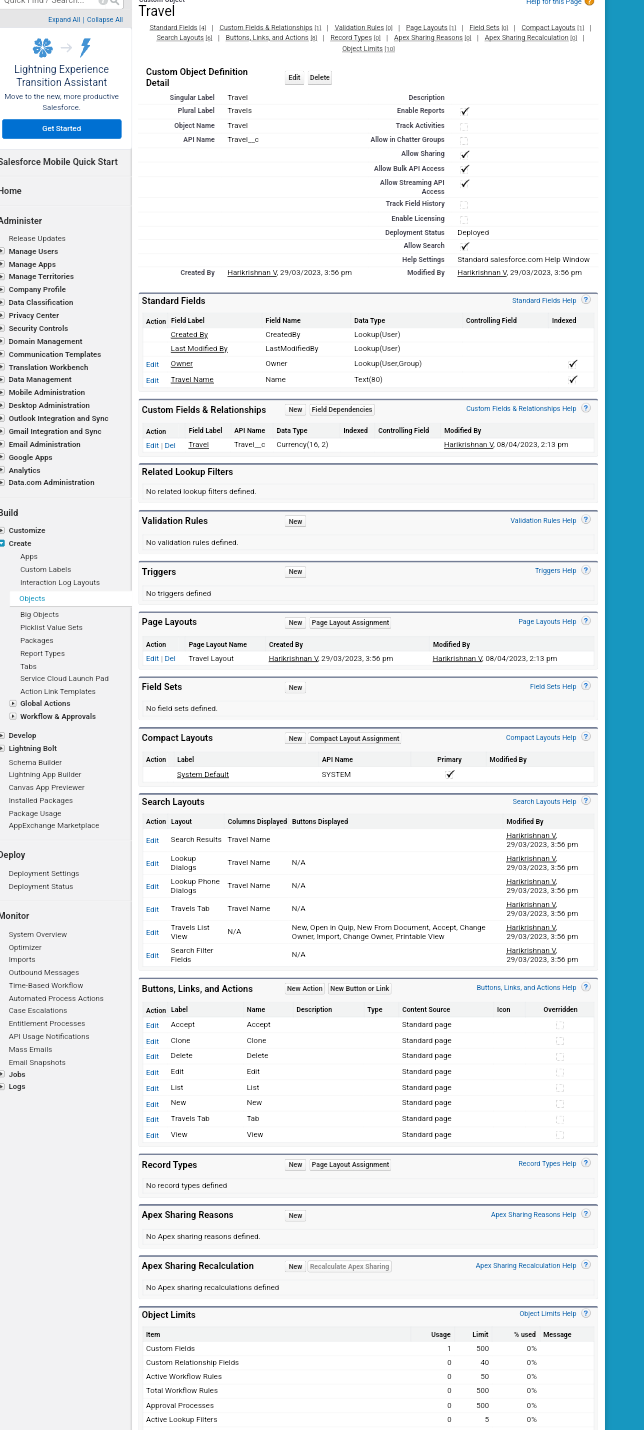 Quick Find / Search...
Expand All | Collapse All
Lightning Experience
Transition Assistant
Move to the new, more productive
Salesforce.
Get Started
Salesforce Mobile Quick Start
Home
Administer
Release Updates
Manage Users
Manage Apps
Manage Territories
Company Profile
Data Classification
Privacy Center
Security Controls
Domain Management
Communication Templates
Translation Workbench
Data Management
Mobile Administration
Desktop Administration
Outlook Integration and Sync
Gmail Integration and Sync
Email Administration
Google Apps
Analytics
Data.com Administration
Build
Customize
Create
Apps
Custom Labels
Interaction Log Layouts
Objects
Big Objects
Picklist Value Sets
Packages
Report Types
Tabs
Service Cloud Launch Pad
Action Link Templates
Global Actions
Workflow & Approvals
Develop
Lightning Bolt
Schema Builder
Lightning App Builder
Canvas App Previewer
Installed Packages
Package Usage
AppExchange Marketplace
Deploy
Deployment Settings
Deployment Status
Monitor
System Overview
Optimizer
Imports
Outbound Messages
Time-Based Workflow
Automated Process Actions
Case Escalations
Entitlement Processes
API Usage Notifications
Mass Emails
Email Snapshots
Jobs
Logs
Custom Object
Travel
Help for this Page ?
Standard Fields [4] | Custom Fields & Relationships [1] | Validation Rules [0] | Page Layouts [1] | Field Sets [0] | Compact Layouts [1] |
Search Layouts [6] | Buttons, Links, and Actions [8] | Record Types [0] | Apex Sharing Reasons [0] | Apex Sharing Recalculation [0] |
Object Limits [10]
Custom Object Definition
Detail
Edit Delete
Singular Label Travel Description
Plural Label Travels Enable Reports
Object Name Travel Track Activities
API Name Travel__c Allow in Chatter Groups
Allow Sharing
Allow Bulk API Access
Allow Streaming API
Access
Track Field History
Enable Licensing
Deployment Status Deployed
Allow Search
Help Settings Standard salesforce.com Help Window
Created By Harikrishnan V, 29/03/2023, 3:56 pm Modified By Harikrishnan V, 29/03/2023, 3:56 pm
Standard Fields Standard Fields Help ?
Action Field Label Field Name Data Type Controlling Field Indexed
Created By CreatedBy Lookup(User)
Last Modified By LastModifiedBy Lookup(User)
Edit Owner Owner Lookup(User,Group)
Edit Travel Name Name Text(80)
Custom Fields & Relationships New Field Dependencies Custom Fields & Relationships Help ?
Action Field Label API Name Data Type Indexed Controlling Field Modified By
Edit | Del Travel Travel__c Currency(16, 2) Harikrishnan V, 08/04/2023, 2:13 pm
Related Lookup Filters
No related lookup filters defined.
Validation Rules New Validation Rules Help ?
No validation rules defined.
Triggers New Triggers Help ?
No triggers defined
Page Layouts New Page Layout Assignment Page Layouts Help ?
Action Page Layout Name Created By Modified By
Edit | Del Travel Layout Harikrishnan V, 29/03/2023, 3:56 pm Harikrishnan V, 08/04/2023, 2:13 pm
Field Sets New Field Sets Help ?
No field sets defined.
Compact Layouts New Compact Layout Assignment Compact Layouts Help ?
Action Label API Name Primary Modified By
System Default SYSTEM
Search Layouts Search Layouts Help ?
Action Layout Columns Displayed Buttons Displayed Modified By
Edit Search Results Travel Name Harikrishnan V,
29/03/2023, 3:56 pm
Edit Lookup Dialogs Travel Name N/A Harikrishnan V,
29/03/2023, 3:56 pm
Edit Lookup Phone Dialogs Travel Name N/A Harikrishnan V,
29/03/2023, 3:56 pm
Edit Travels Tab Travel Name N/A Harikrishnan V,
29/03/2023, 3:56 pm
Edit Travels List View N/A New, Open in Quip, New From Document, Accept, Change
Owner, Import, Change Owner, Printable View Harikrishnan V,
29/03/2023, 3:56 pm
Edit Search Filter Fields N/A Harikrishnan V,
29/03/2023, 3:56 pm
Buttons, Links, and Actions New Action New Button or Link Buttons, Links, and Actions Help ?
Action Label Name Description Type Content Source Icon Overridden
Edit Accept Accept Standard page
Edit Clone Clone Standard page
Edit Delete Delete Standard page
Edit Edit Edit Standard page
Edit List List Standard page
Edit New New Standard page
Edit Travels Tab Tab Standard page
Edit View View Standard page
Record Types New Page Layout Assignment Record Types Help ?
No record types defined
Apex Sharing Reasons New Apex Sharing Reasons Help ?
No Apex sharing reasons defined.
Apex Sharing Recalculation New Recalculate Apex Sharing Apex Sharing Recalculation Help ?
No Apex sharing recalculations defined
Object Limits Object Limits Help ?
Item Usage Limit % used Message
Custom Fields 1 500 0%
Custom Relationship Fields 0 40 0%
Active Workflow Rules 0 50 0%
Total Workflow Rules 0 500 0%
Approval Processes 0 500 0%
Active Lookup Filters 0 5 0%